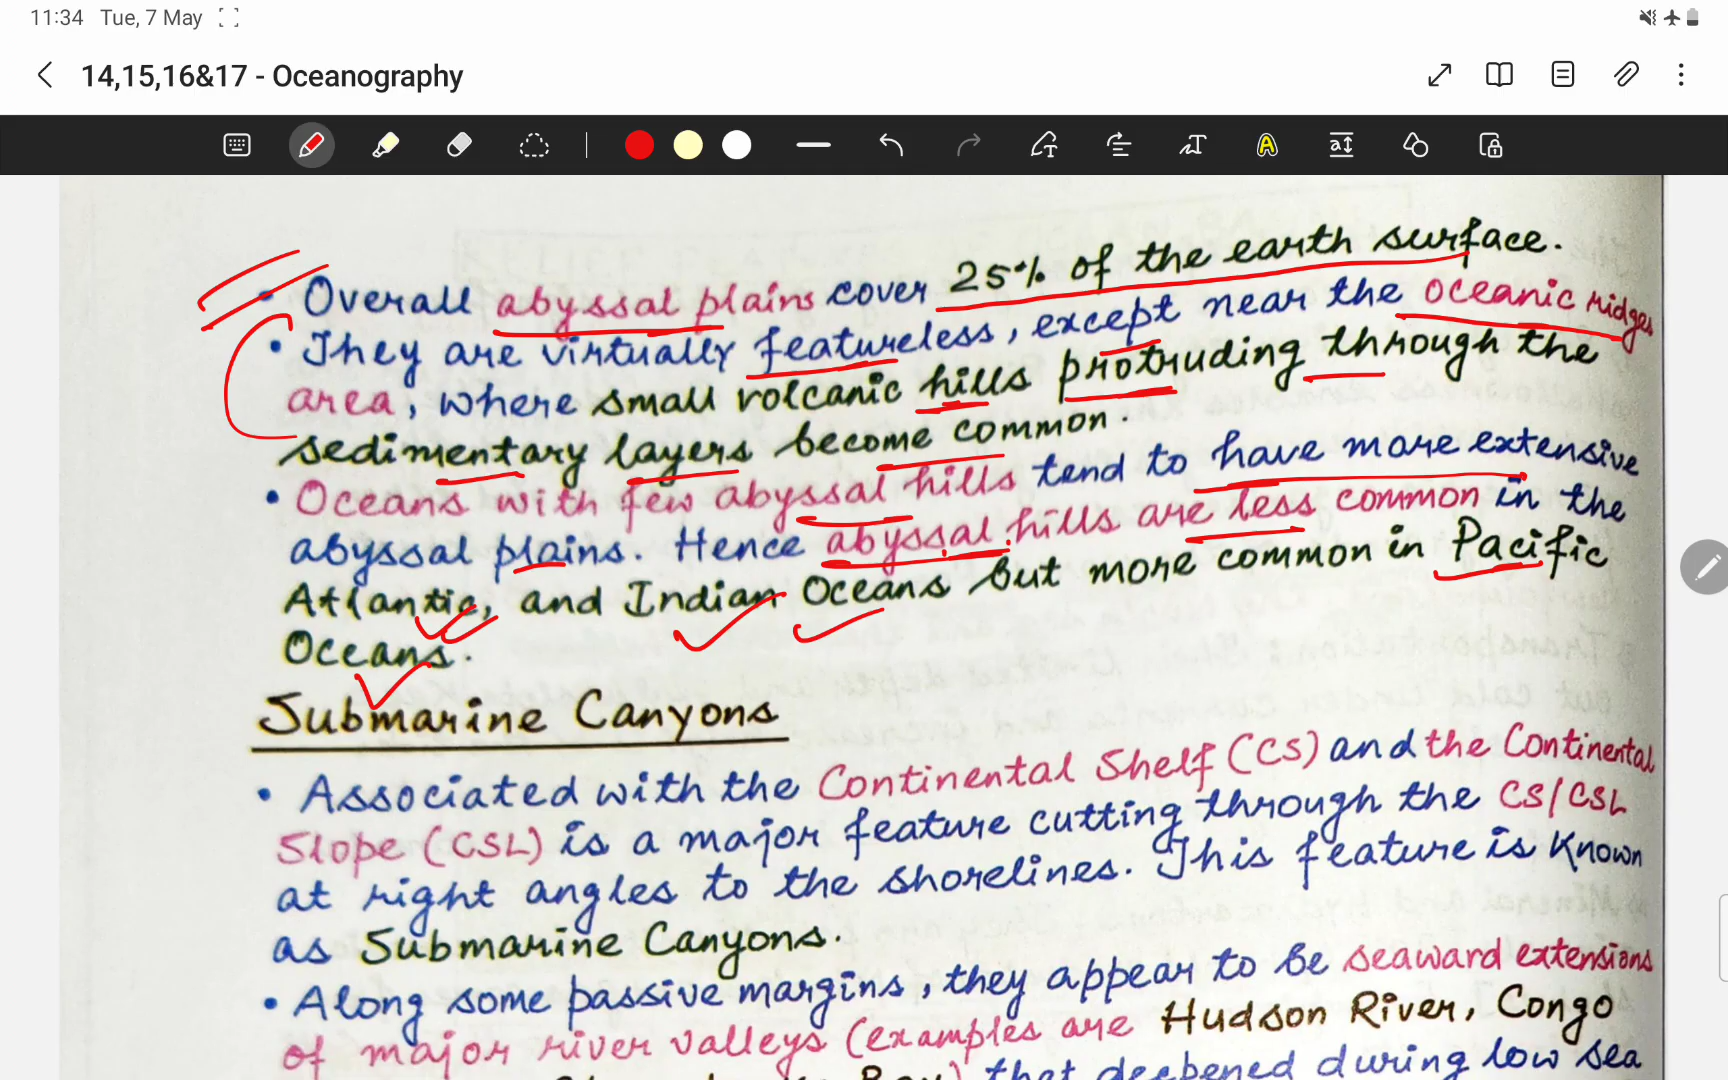 11:34 Tue, 7 May
14,15,16&17 - Oceanography
• Overall abyssal plains cover 25% of the earth surface.
• They are virtually featureless, except near the oceanic ridges
area, where small volcanic hills protruding through the
sedimentary layers become common.
• Oceans with few abyssal hills tend to have more extensive
abyssal plains. Hence abyssal hills are less common in the
Atlantic, and Indian Oceans but more common in Pacific
Oceans.
Submarine Canyons
• Associated with the Continental Shelf (CS) and the Continental
Slope (CSL) is a major feature cutting through the CS/CSL
at right angles to the shorelines. This feature is known
as Submarine Canyons.
• Along some passive margins, they appear to be seaward extensions
of major river valleys (examples are Hudson River, Congo
Bay) that deepened during low sea